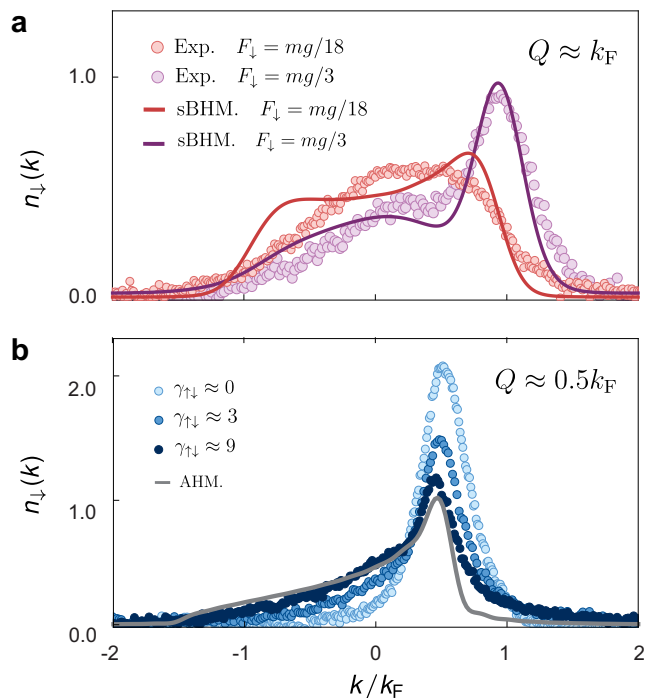 a
Exp. F↓ = mg/18
Q ≈ kF
Exp. F↓ = mg/3
sBHM. F↓ = mg/18
sBHM. F↓ = mg/3
1.0
0.0
n↓(k)
b
Q ≈ 0.5kF
γ↑↓ ≈ 0
γ↑↓ ≈ 3
γ↑↓ ≈ 9
AHM.
2.0
1.0
0.0
n↓(k)
-2 -1 0 1 2
k/kF